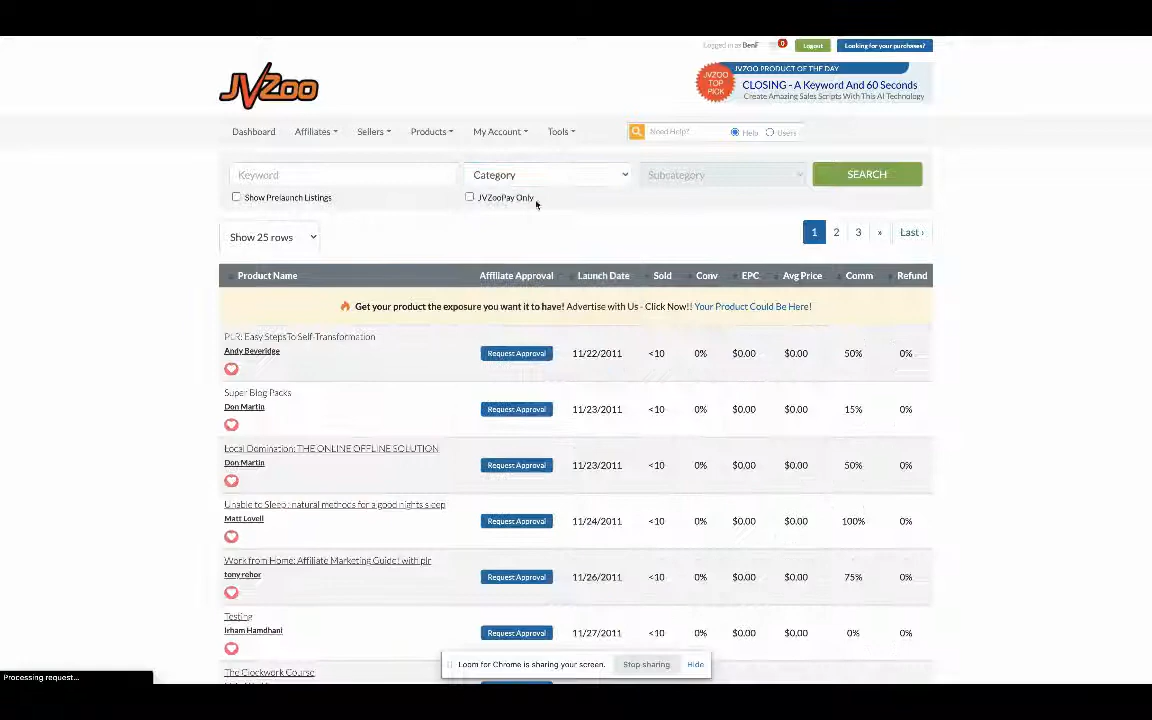 Logged in as BenF 0 Logout Looking for your purchases?
JVZoo
JVZOO TOP PICK
JVZOO PRODUCT OF THE DAY
CLOSING - A Keyword And 60 Seconds
Create Amazing Sales Scripts With This AI Technology
Dashboard Affiliates Sellers Products My Account Tools Need Help? Help Users
Keyword Category Subcategory SEARCH
Show Prelaunch Listings JVZooPay Only
Show 25 rows 1 2 3 » Last ›
Product Name Affiliate Approval Launch Date Sold Conv EPC Avg Price Comm Refund
Get your product the exposure you want it to have! Advertise with Us - Click Now!! Your Product Could Be Here!
PLR: Easy StepsTo Self-Transformation
Andy Beveridge
Request Approval 11/22/2011 <10 0% $0.00 $0.00 50% 0%
Super Blog Packs
Don Martin
Request Approval 11/23/2011 <10 0% $0.00 $0.00 15% 0%
Local Domination: THE ONLINE OFFLINE SOLUTION
Don Martin
Request Approval 11/23/2011 <10 0% $0.00 $0.00 50% 0%
Unable to Sleep : natural methods for a good nights sleep
Matt Lovell
Request Approval 11/24/2011 <10 0% $0.00 $0.00 100% 0%
Work from Home: Affiliate Marketing Guide! with plr
tony rehor
Request Approval 11/26/2011 <10 0% $0.00 $0.00 75% 0%
Testing
Irham Hamdhani
Request Approval 11/27/2011 <10 0% $0.00 $0.00 0% 0%
Loom for Chrome is sharing your screen. Stop sharing Hide
The Clockwork Course
Processing request...